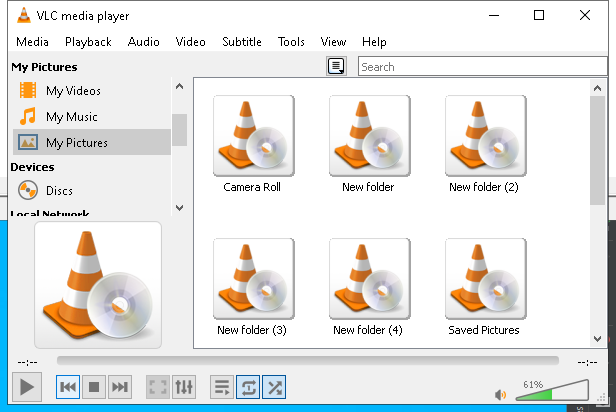 VLC media player
Media Playback Audio Video Subtitle Tools View Help
My Pictures
Search
My Videos
My Music
My Pictures
Devices
Discs
Local Network
Camera Roll
New folder
New folder (2)
New folder (3)
New folder (4)
Saved Pictures
--:--
--:--
61%